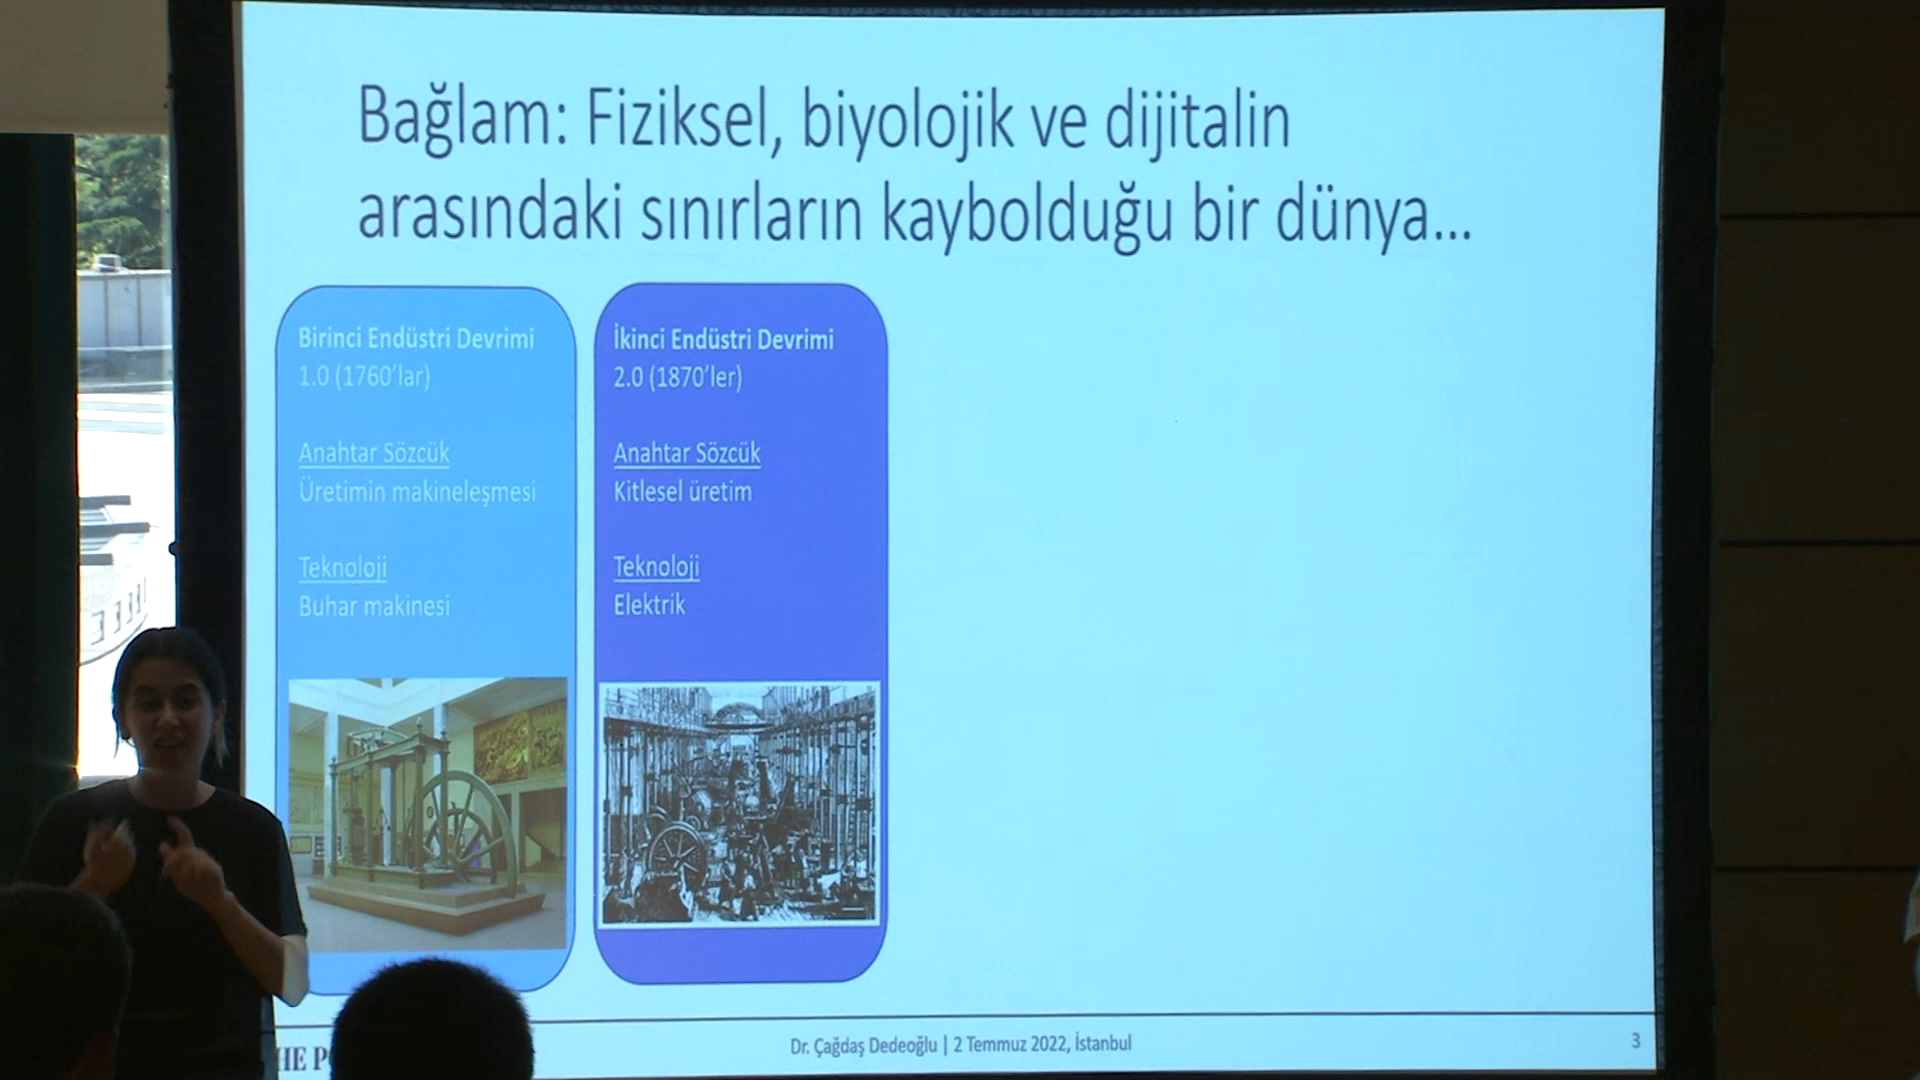 Bağlam: Fiziksel, biyolojik ve dijitalin
arasındaki sınırların kaybolduğu bir dünya...
Birinci Endüstri Devrimi
1.0 (1760’lar)
Anahtar Sözcük
Üretimin makineleşmesi
Teknoloji
Buhar makinesi
İkinci Endüstri Devrimi
2.0 (1870’ler)
Anahtar Sözcük
Kitlesel üretim
Teknoloji
Elektrik
Dr. Çağdaş Dedeoğlu | 2 Temmuz 2022, İstanbul
3